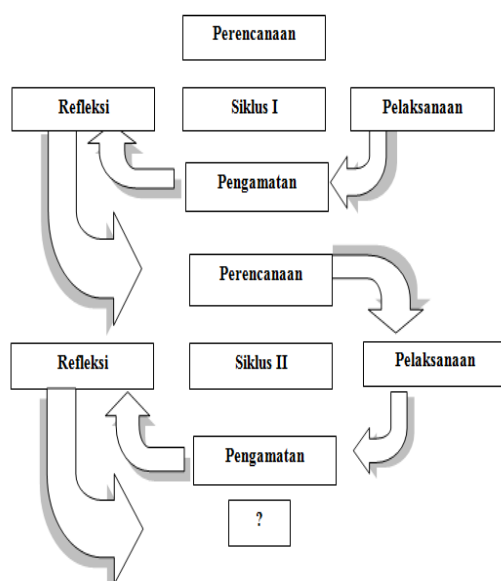 Perencanaan
Refleksi
Siklus I
Pelaksanaan
Pengamatan
Perencanaan
Refleksi
Siklus II
Pelaksanaan
Pengamatan
?